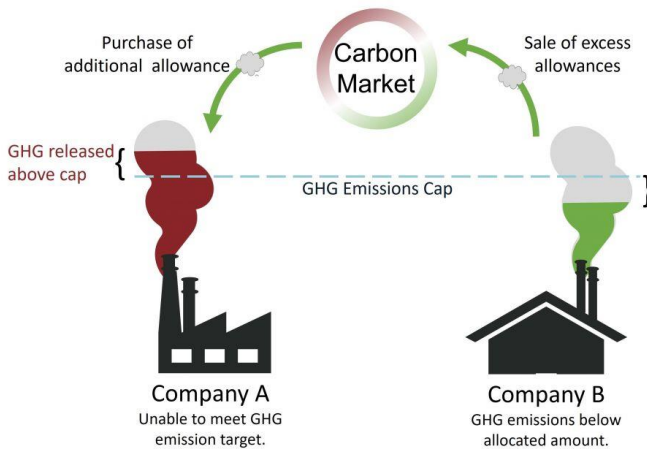 Purchase of
additional allowance
Carbon
Market
Sale of excess
allowances
GHG released
above cap
GHG Emissions Cap
Company A
Unable to meet GHG
emission target.
Company B
GHG emissions below
allocated amount.